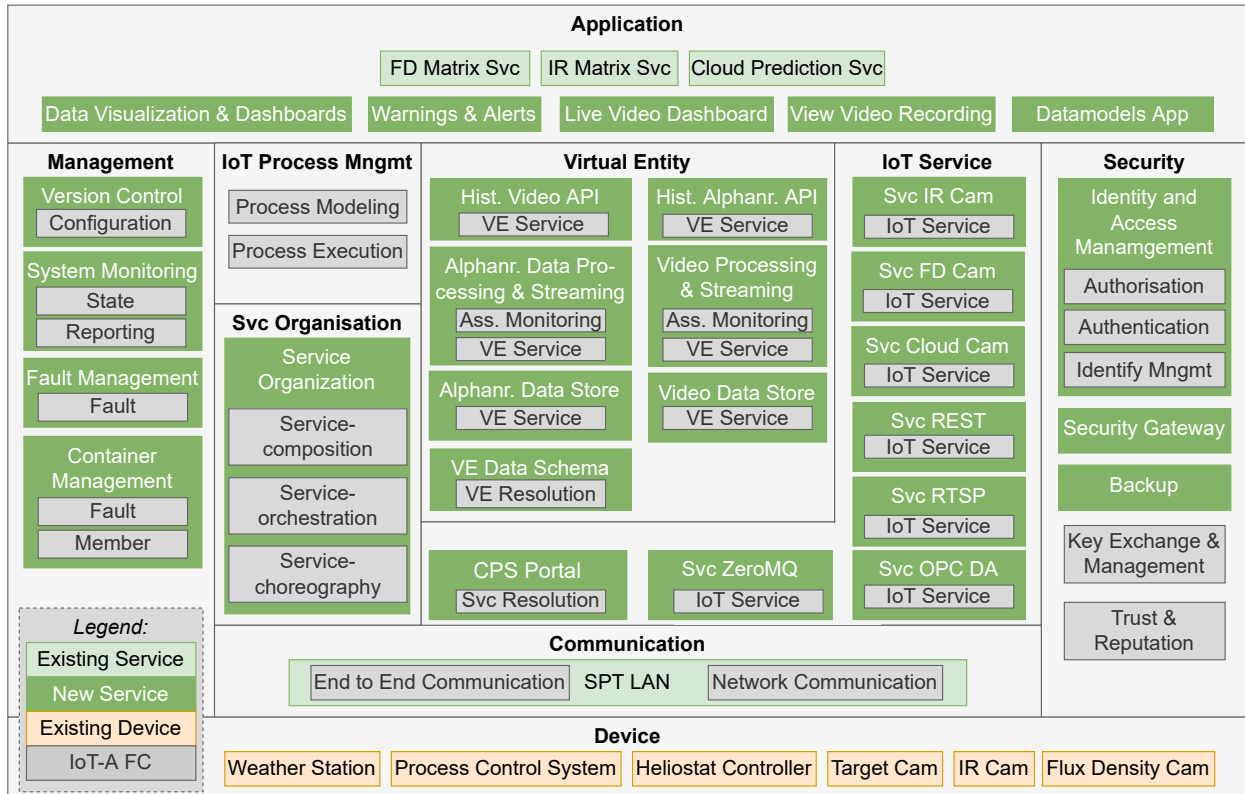 Application
FD Matrix Svc
IR Matrix Svc
Cloud Prediction Svc
Data Visualization & Dashboards
Warnings & Alerts
Live Video Dashboard
View Video Recording
Datamodels App
Management
Version Control
Configuration
System Monitoring
State
Reporting
Fault Management
Fault
Container
Management
Fault
Member
IoT Process Mngmt
Process Modeling
Process Execution
Svc Organisation
Service
Organization
Service-
composition
Service-
orchestration
Service-
choreography
Virtual Entity
Hist. Video API
VE Service
Hist. Alphanr. API
VE Service
Alphanr. Data Pro-
cessing & Streaming
Ass. Monitoring
VE Service
Video Processing
& Streaming
Ass. Monitoring
VE Service
Alphanr. Data Store
VE Service
Video Data Store
VE Service
VE Data Schema
VE Resolution
CPS Portal
Svc Resolution
Svc ZeroMQ
IoT Service
IoT Service
Svc IR Cam
IoT Service
Svc FD Cam
IoT Service
Svc Cloud Cam
IoT Service
Svc REST
IoT Service
Svc RTSP
IoT Service
Svc OPC DA
IoT Service
Security
Identity and
Access
Manamgement
Authorisation
Authentication
Identify Mngmt
Security Gateway
Backup
Key Exchange &
Management
Trust &
Reputation
Communication
End to End Communication
SPT LAN
Network Communication
Legend:
Existing Service
New Service
Existing Device
IoT-A FC
Device
Weather Station
Process Control System
Heliostat Controller
Target Cam
IR Cam
Flux Density Cam